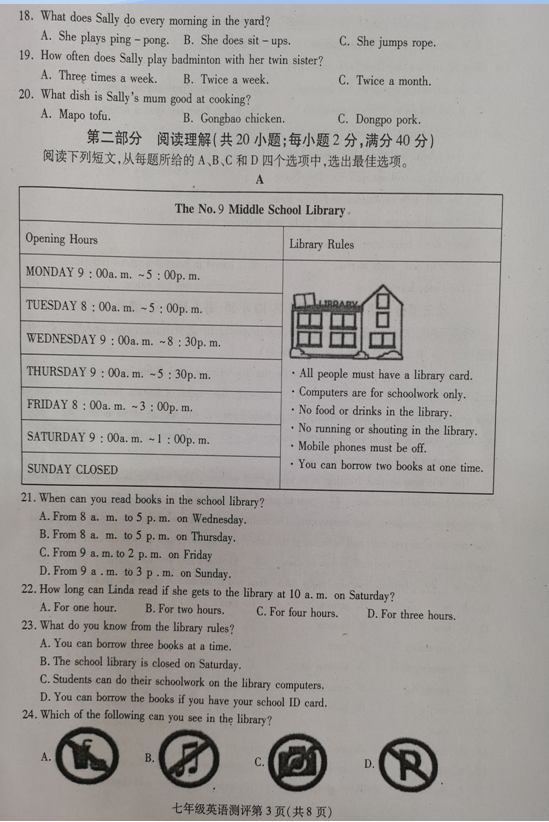 18. What does Sally do every morning in the yard?
A. She plays ping – pong. B. She does sit – ups. C. She jumps rope.
19. How often does Sally play badminton with her twin sister?
A. Three times a week. B. Twice a week. C. Twice a month.
20. What dish is Sally's mum good at cooking?
A. Mapo tofu. B. Gongbao chicken. C. Dongpo pork.
第二部分 阅读理解(共20小题;每小题2分,满分40分)
阅读下列短文,从每题所给的A、B、C和D四个选项中,选出最佳选项。
A
The No. 9 Middle School Library
Opening Hours
MONDAY 9 : 00a. m. ~5 : 00p. m.
TUESDAY 8 : 00a. m. ~5 : 00p. m.
WEDNESDAY 9 : 00a. m. ~8 : 30p. m.
THURSDAY 9 : 00a. m. ~5 : 30p. m.
FRIDAY 8 : 00a. m. ~3 : 00p. m.
SATURDAY 9 : 00a. m. ~1 : 00p. m.
SUNDAY CLOSED
Library Rules
LIBRARY
· All people must have a library card.
· Computers are for schoolwork only.
· No food or drinks in the library.
· No running or shouting in the library.
· Mobile phones must be off.
· You can borrow two books at one time.
21. When can you read books in the school library?
A. From 8 a. m. to 5 p. m. on Wednesday.
B. From 8 a. m. to 5 p. m. on Thursday.
C. From 9 a. m. to 2 p. m. on Friday
D. From 9 a . m. to 3 p . m. on Sunday.
22. How long can Linda read if she gets to the library at 10 a. m. on Saturday?
A. For one hour. B. For two hours. C. For four hours. D. For three hours.
23. What do you know from the library rules?
A. You can borrow three books at a time.
B. The school library is closed on Saturday.
C. Students can do their schoolwork on the library computers.
D. You can borrow the books if you have your school ID card.
24. Which of the following can you see in the library?
A. B. C. D. P
七年级英语测评第3页(共8页)